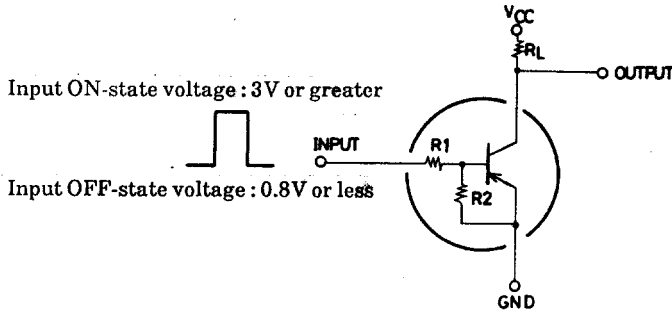 VCC
RL
OUTPUT
Input ON-state voltage : 3V or greater
INPUT
R1
Input OFF-state voltage : 0.8V or less
R2
GND